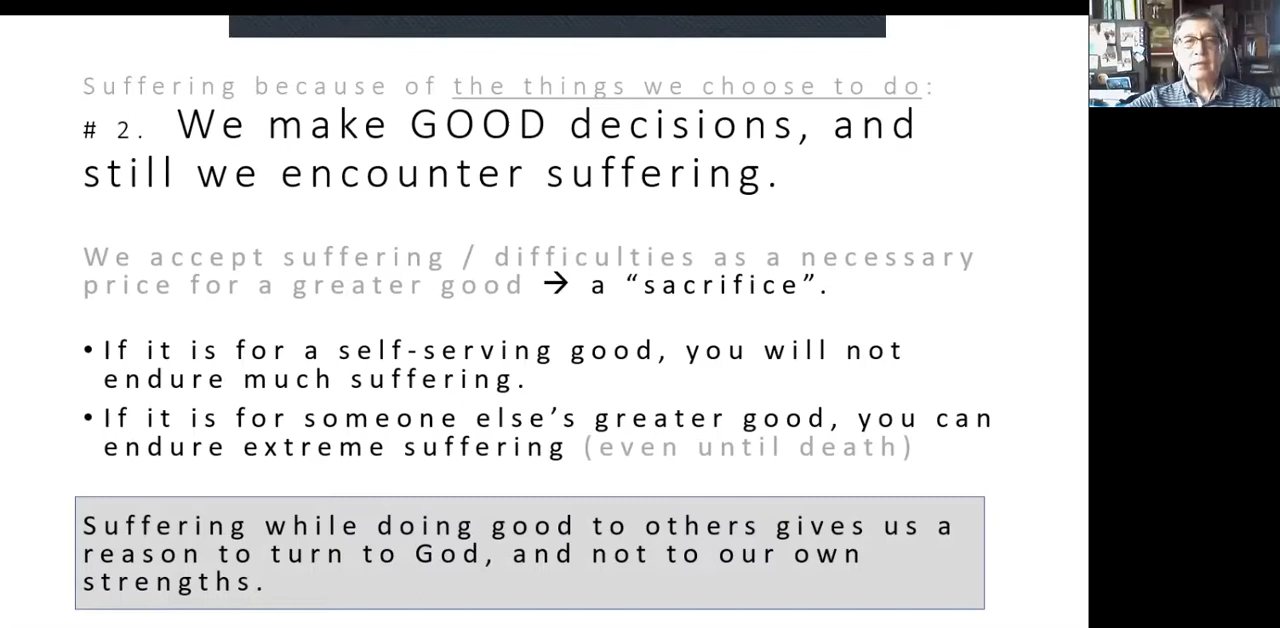 Suffering because of the things we choose to do:
# 2. We make GOOD decisions, and
still we encounter suffering.
We accept suffering / difficulties as a necessary
price for a greater good → a “sacrifice”.
• If it is for a self-serving good, you will not
endure much suffering.
• If it is for someone else’s greater good, you can
endure extreme suffering (even until death)
Suffering while doing good to others gives us a
reason to turn to God, and not to our own
strengths.